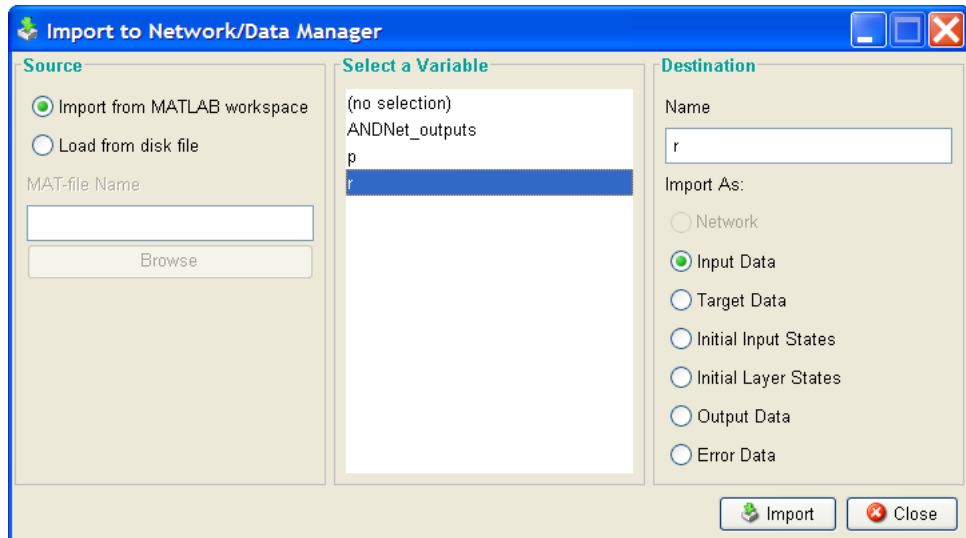 Import to Network/Data Manager
Source
Import from MATLAB workspace
Load from disk file
MAT-file Name
Browse
Select a Variable
(no selection)
ANDNet_outputs
p
r
Destination
Name
r
Import As:
Network
Input Data
Target Data
Initial Input States
Initial Layer States
Output Data
Error Data
Import
Close